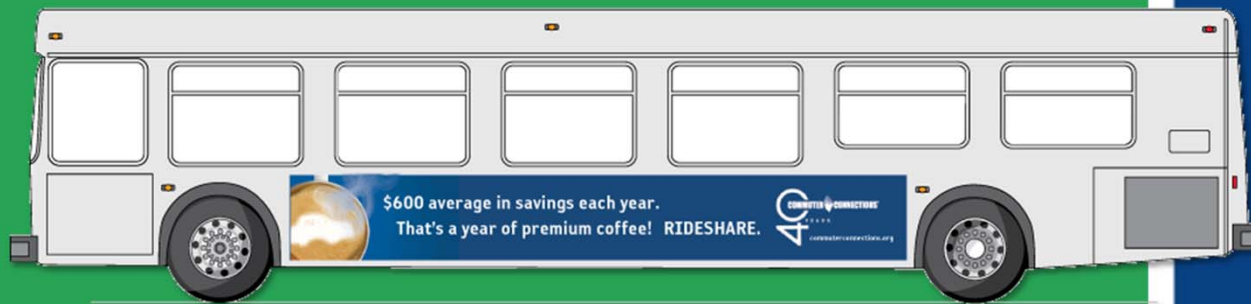 $600 average in savings each year.
That's a year of premium coffee! RIDESHARE.
COMMUTER CONNECTIONS
40
YEARS
commuterconnections.org